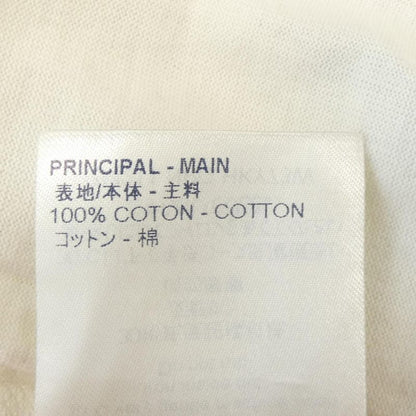 PRINCIPAL - MAIN
表地/本体 - 主料
100% COTON - COTTON
コットン - 棉